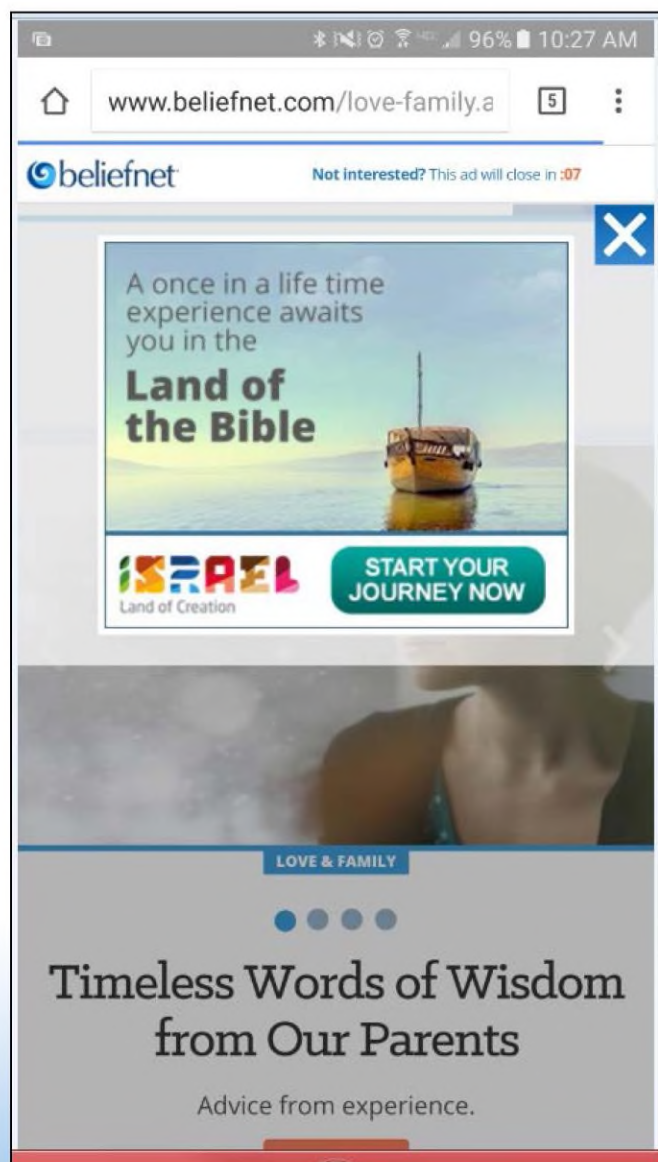 96% 10:27 AM
www.beliefnet.com/love-family.a
5
beliefnet
Not interested? This ad will close in :07
A once in a life time
experience awaits
you in the
Land of
the Bible
ISRAEL
Land of Creation
START YOUR
JOURNEY NOW
LOVE & FAMILY
Timeless Words of Wisdom
from Our Parents
Advice from experience.